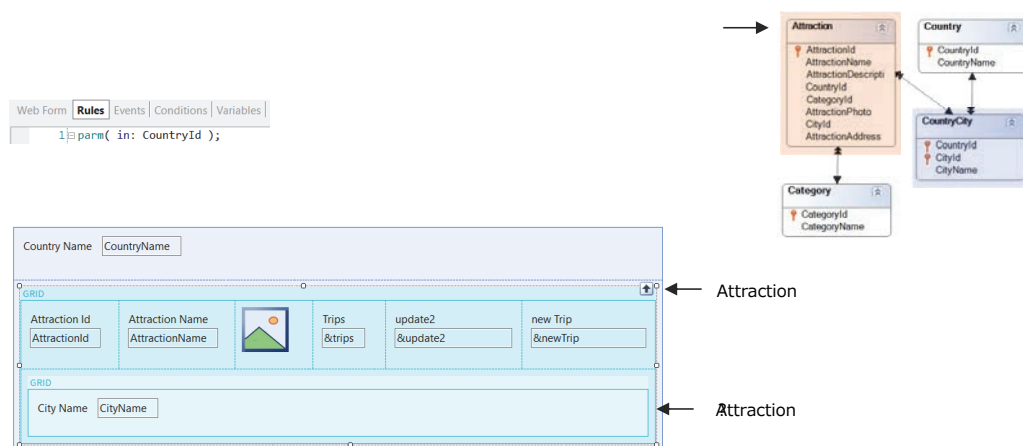 Attraction
AttractionId
AttractionName
AttractionDescripti
CountryId
CategoryId
AttractionPhoto
CityId
AttractionAddress
Country
CountryId
CountryName
CountryCity
CountryId
CityId
CityName
Category
CategoryId
CategoryName
Web Form Rules Events Conditions Variables
1 parm( in: CountryId );
Country Name CountryName
GRID
Attraction Id Attraction Name Trips update2 new Trip
AttractionId AttractionName &trips &update2 &newTrip
Attraction
GRID
City Name CityName
Attraction